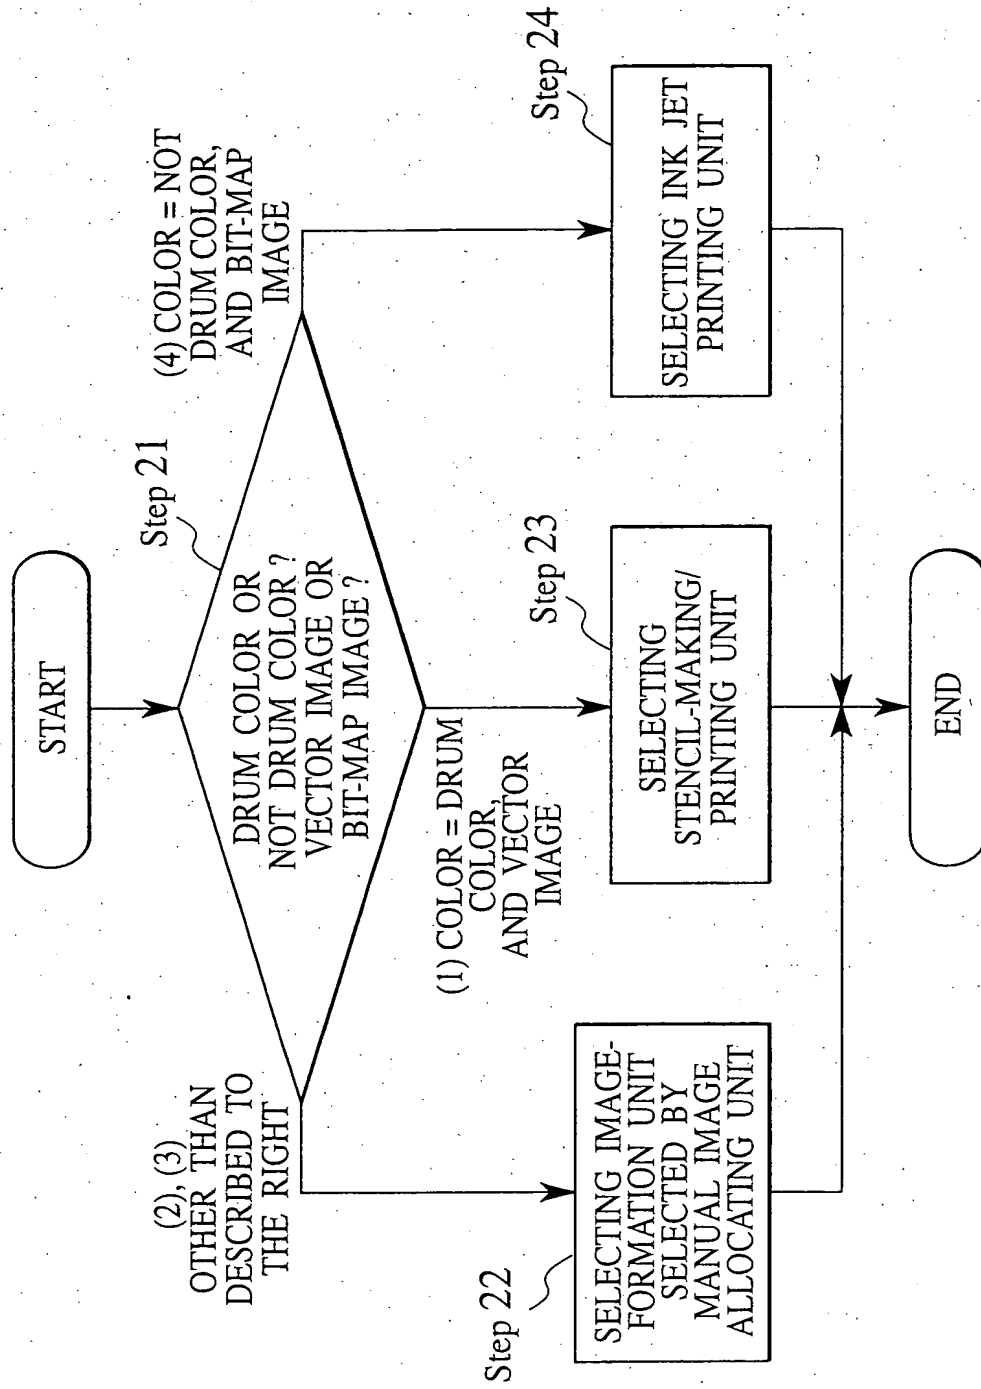 START
Step 21
DRUM COLOR OR
NOT DRUM COLOR?
VECTOR IMAGE OR
BIT-MAP IMAGE?
(2), (3)
OTHER THAN
DESCRIBED TO
THE RIGHT
(1) COLOR = DRUM
COLOR,
AND VECTOR
IMAGE
(4) COLOR = NOT
DRUM COLOR,
AND BIT-MAP
IMAGE
Step 22
SELECTING IMAGE-
FORMATION UNIT
SELECTED BY
MANUAL IMAGE
ALLOCATING UNIT
Step 23
SELECTING
STENCIL-MAKING/
PRINTING UNIT
Step 24
SELECTING INK JET
PRINTING UNIT
END